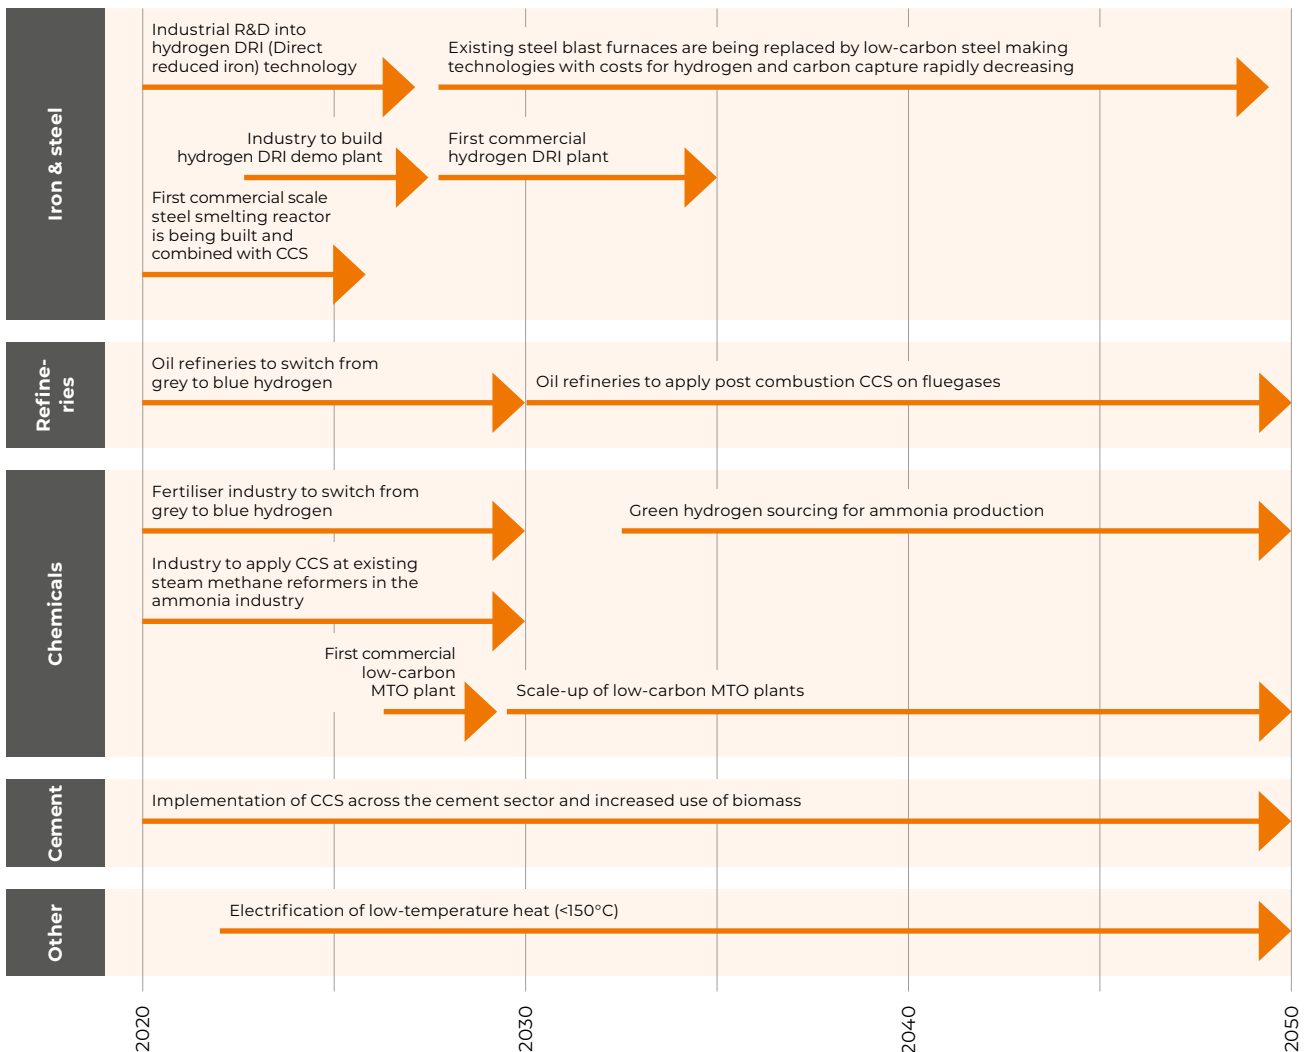 Iron & steel
Industrial R&D into
hydrogen DRI (Direct
reduced iron) technology
Existing steel blast furnaces are being replaced by low-carbon steel making
technologies with costs for hydrogen and carbon capture rapidly decreasing
Industry to build
hydrogen DRI demo plant
First commercial
hydrogen DRI plant
First commercial scale
steel smelting reactor
is being built and
combined with CCS
Refine-
ries
Oil refineries to switch from
grey to blue hydrogen
Oil refineries to apply post combustion CCS on fluegases
Chemicals
Fertiliser industry to switch from
grey to blue hydrogen
Green hydrogen sourcing for ammonia production
Industry to apply CCS at existing
steam methane reformers in the
ammonia industry
First commercial
low-carbon
MTO plant
Scale-up of low-carbon MTO plants
Cement
Implementation of CCS across the cement sector and increased use of biomass
Other
Electrification of low-temperature heat (<150°C)
2020
2030
2040
2050